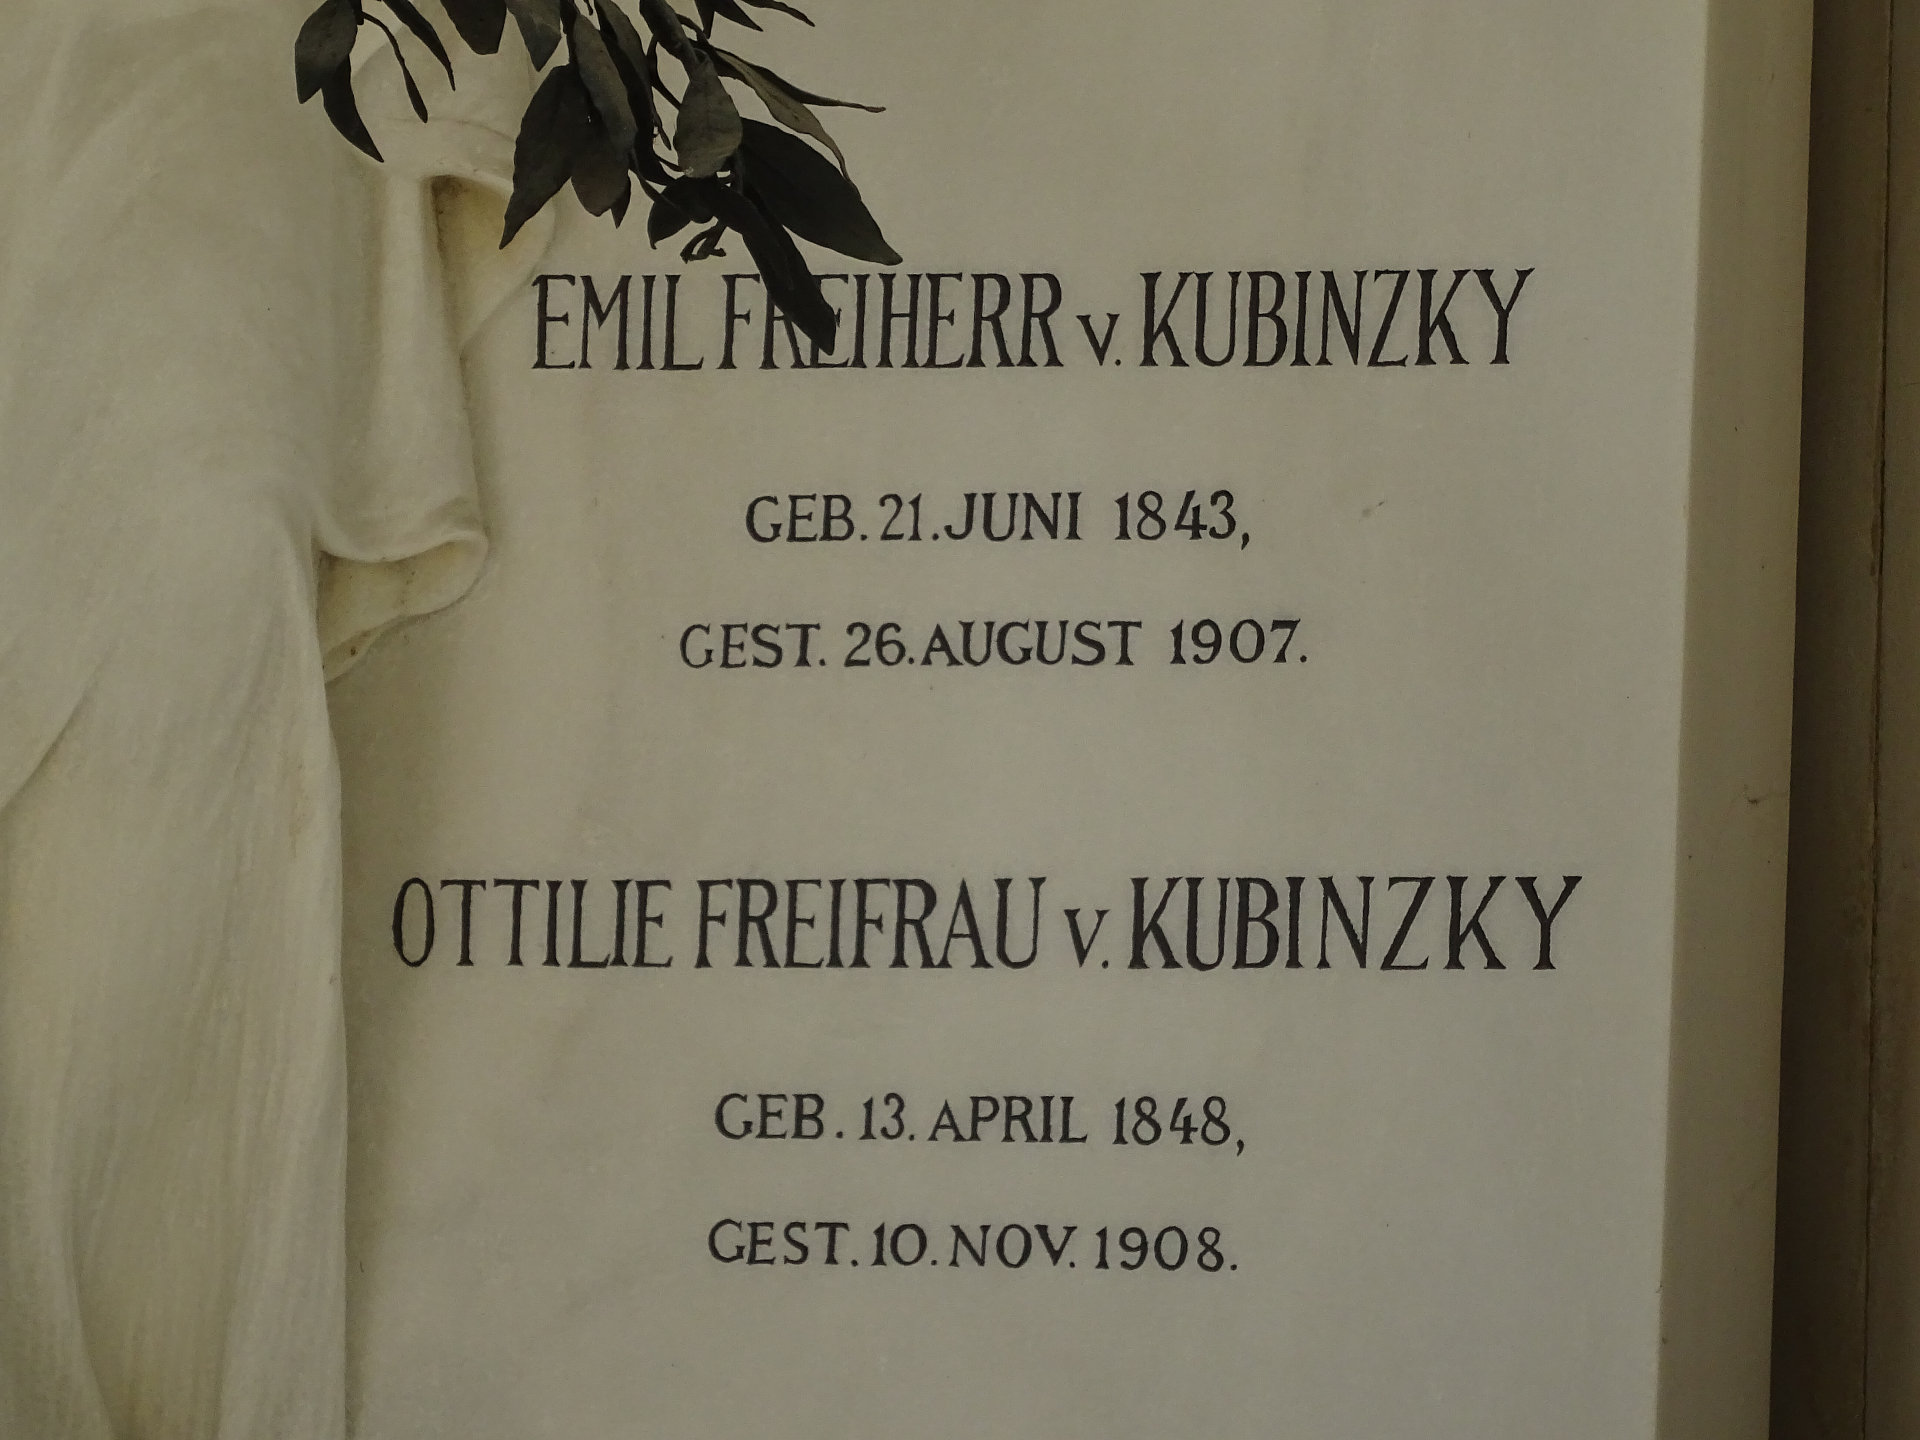 EMIL FREIHERR v. KUBINZKY
GEB. 21. JUNI 1843,
GEST. 26. AUGUST 1907.
OTTILIE FREIFRAU v. KUBINZKY
GEB. 13. APRIL 1848,
GEST. 10. NOV. 1908.